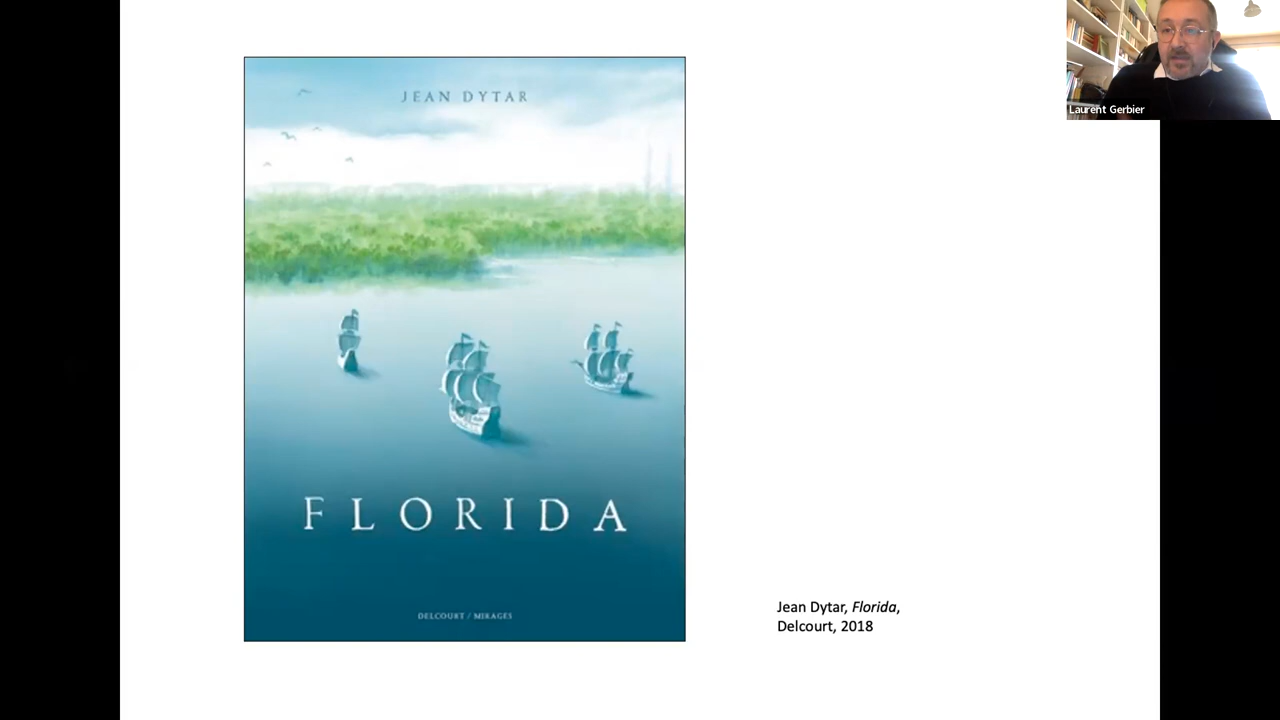 Laurent Gerbier
JEAN DYTAR
FLORIDA
DELCOURT / MIRAGES
Jean Dytar, Florida,
Delcourt, 2018